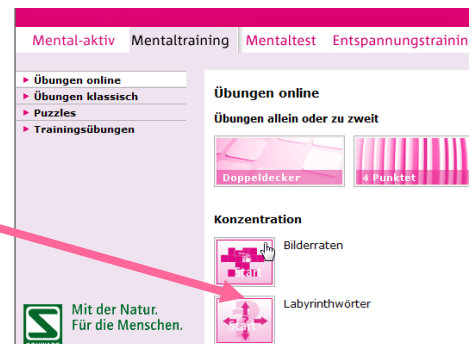 Mental-aktiv Mentaltraining Mentaltest Entspannungstrainin
Übungen online
Übungen klassisch
Puzzles
Trainingsübungen
Übungen online
Übungen allein oder zu zweit
Doppeldecker
4 Punktet
Konzentration
Start
Bilderraten
Start
Labyrinthwörter
Mit der Natur.
Für die Menschen.